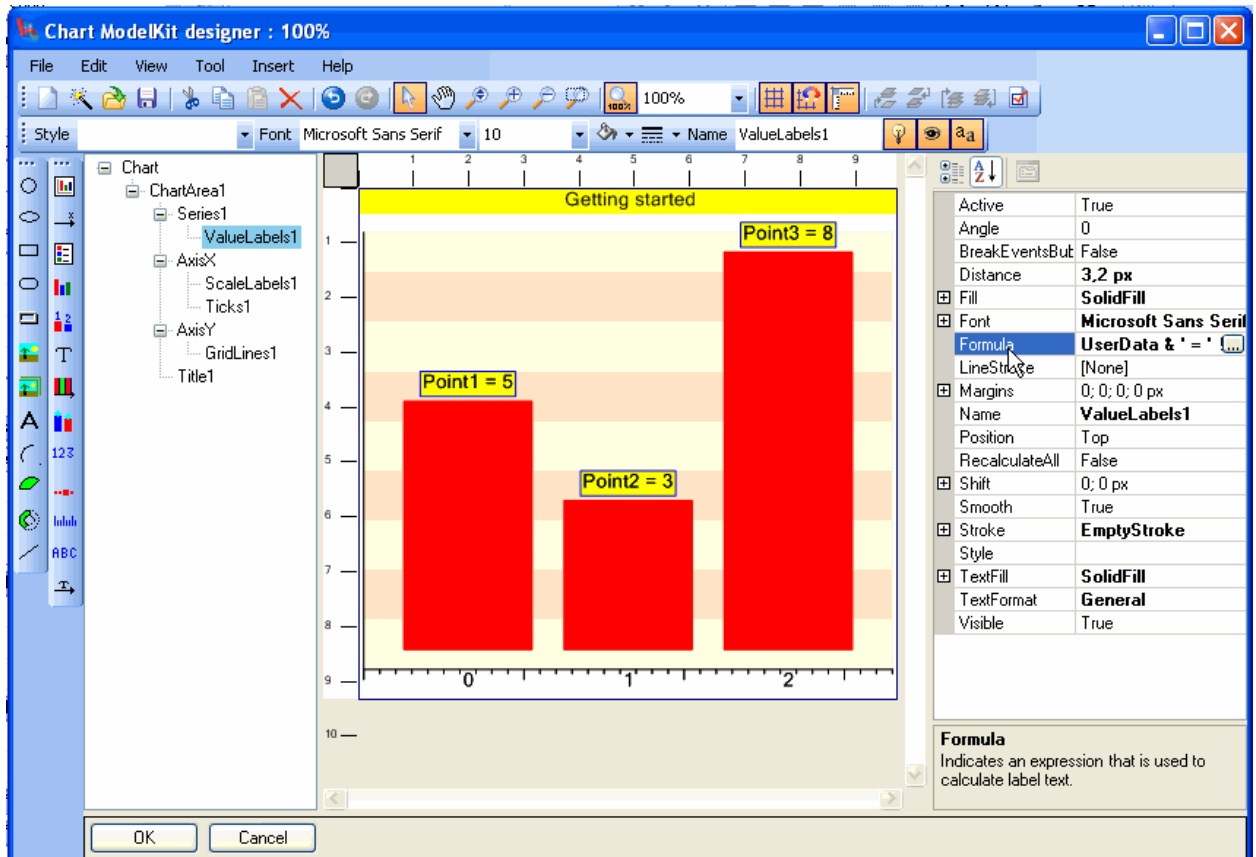 Chart ModelKit designer : 100%
File Edit View Tool Insert Help
100% 100%
Style Font Microsoft Sans Serif 10 Name ValueLabels1 aa
Chart
ChartArea1
Series1
ValueLabels1
AxisX
ScaleLabels1
Ticks1
AxisY
GridLines1
Title1
x
1 2
T
A
123
ABC
T
1 2 3 4 5 6 7 8 9
1
2
3
4
5
6
7
8
9
10
Getting started
Point3 = 8
Point1 = 5
Point2 = 3
0 1 2
A Z
Active True
Angle 0
BreakEventsBub False
Distance 3,2 px
Fill SolidFill
Font Microsoft Sans Serif
Formula UserData & ' = ' ...
LineStroke [None]
Margins 0; 0; 0; 0 px
Name ValueLabels1
Position Top
RecalculateAll False
Shift 0; 0 px
Smooth True
Stroke EmptyStroke
Style
TextFill SolidFill
TextFormat General
Visible True
Formula
Indicates an expression that is used to
calculate label text.
OK Cancel